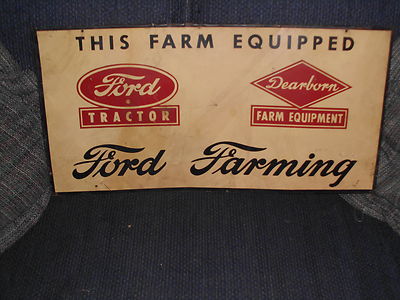 THIS FARM EQUIPPED
Ford Dearborn
TRACTOR FARM EQUIPMENT
Ford Farming